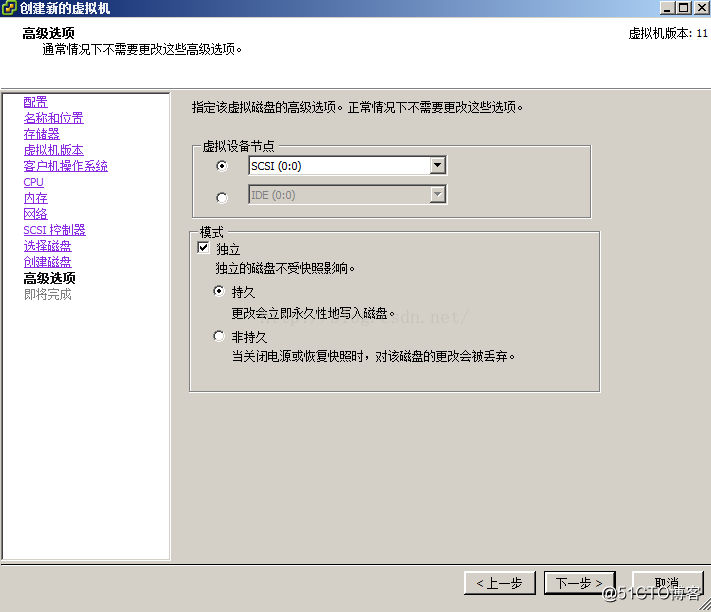 创建新的虚拟机
高级选项
通常情况下不需要更改这些高级选项。
虚拟机版本: 11
配置
名称和位置
存储器
虚拟机版本
客户机操作系统
CPU
内存
网络
SCSI 控制器
选择磁盘
创建磁盘
高级选项
即将完成
指定该虚拟磁盘的高级选项。正常情况下不需要更改这些选项。
虚拟设备节点
SCSI (0:0)
IDE (0:0)
模式
独立
独立的磁盘不受快照影响。
持久
更改会立即永久性地写入磁盘。
非持久
当关闭电源或恢复快照时，对该磁盘的更改会被丢弃。
< 上一步
下一步 >
取消
@51CTO博客